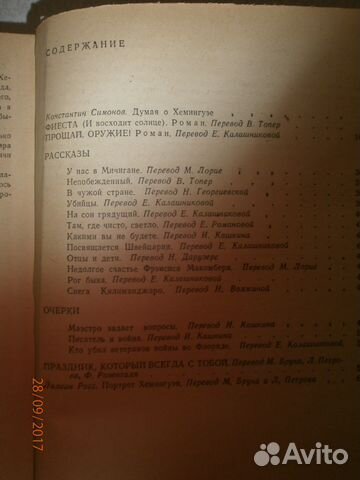 СОДЕРЖАНИЕ
Константин Симонов. Думая о Хемингуэе
ФИЕСТА (И восходит солнце). Роман. Перевод В. Топер
ПРОЩАЙ, ОРУЖИЕ! Роман. Перевод Е. Калашниковой
РАССКАЗЫ
У нас в Мичигане. Перевод М. Лорие
Непобежденный. Перевод В. Топер
В чужой стране. Перевод Н. Георгиевской
Убийцы. Перевод Е. Калашниковой
На сон грядущий. Перевод Е. Калашниковой
Там, где чисто, светло. Перевод Е. Романовой
Какими вы не будете. Перевод И. Кашкина
Посвящается Швейцарии. Перевод Е. Калашниковой
Отцы и дети. Перевод Н. Дарузес
Недолгое счастье Фрэнсиса Макомбера. Перевод М. Лорие
Рог быка. Перевод Е. Калашниковой
Снега Килиманджаро. Перевод Н. Волжиной
ОЧЕРКИ
Маэстро задает вопросы. Перевод И. Кашкина
Писатель и война. Перевод И. Кашкина
Кто убил ветеранов войны во Флориде. Перевод Е. Калашниковой
ПРАЗДНИК, КОТОРЫЙ ВСЕГДА С ТОБОЙ. Перевод М. Брука, Л. Петрова, Ф. Розенталя
Лилиан Росс. Портрет Хемингуэя. Перевод М. Брука и Л. Петрова
28/09/2017
Avito